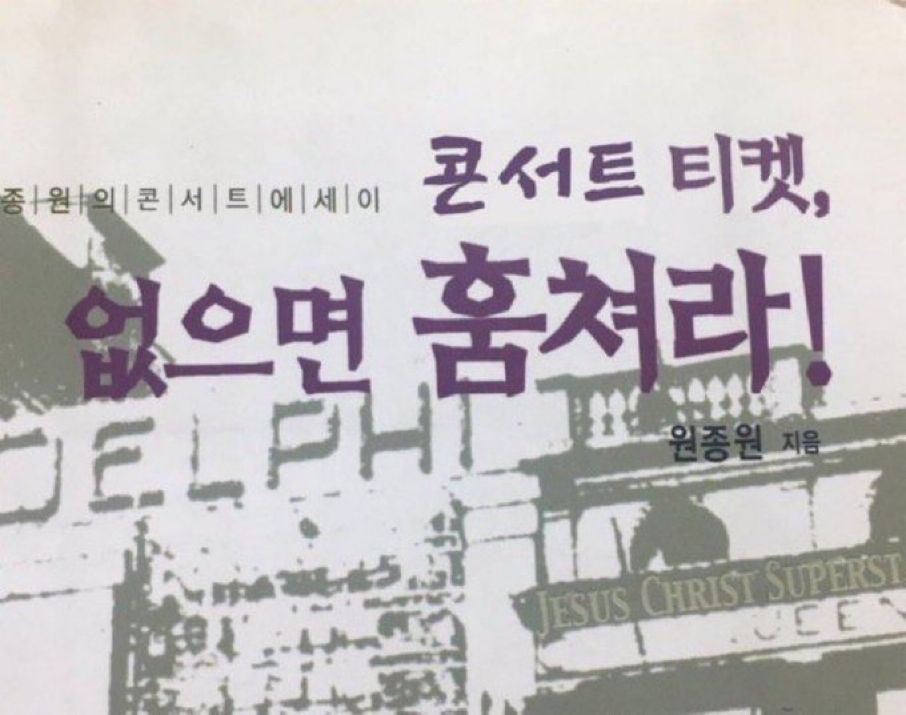 종|원|의|콘|서|트|에|세|이
콘서트 티켓,
없으면 훔쳐라!
원종원 지음
DELPHI
JESUS CHRIST SUPERST